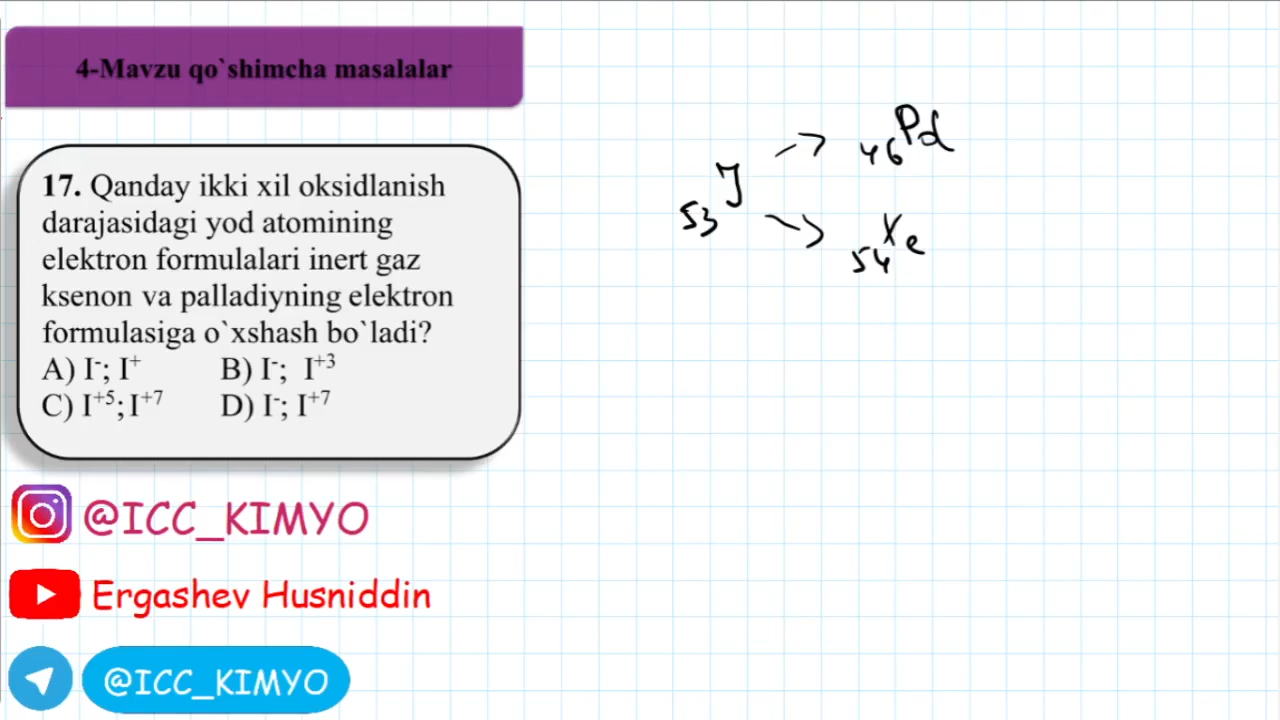 4-Mavzu qo`shimcha masalalar
17. Qanday ikki xil oksidlanish
darajasidagi yod atomining
elektron formulalari inert gaz
ksenon va palladiyning elektron
formulasiga o`xshash bo`ladi?
A) I⁻; I⁺ B) I⁻; I⁺³
C) I⁺⁵; I⁺⁷ D) I⁻; I⁺⁷
@ICC_KIMYO
Ergashev Husniddin
@ICC_KIMYO
₄₆Pd
₅₃J
₅₄Xe